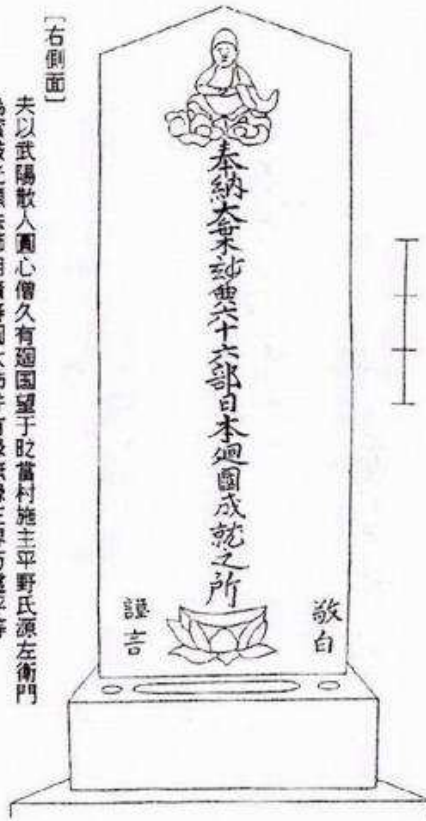 奉納大乗妙典六十六部日本廻國成就之所
敬白
謹言
[右側面]
夫以武陽散人圓心僧久有廻国望于時當村施主平野氏源左衛門